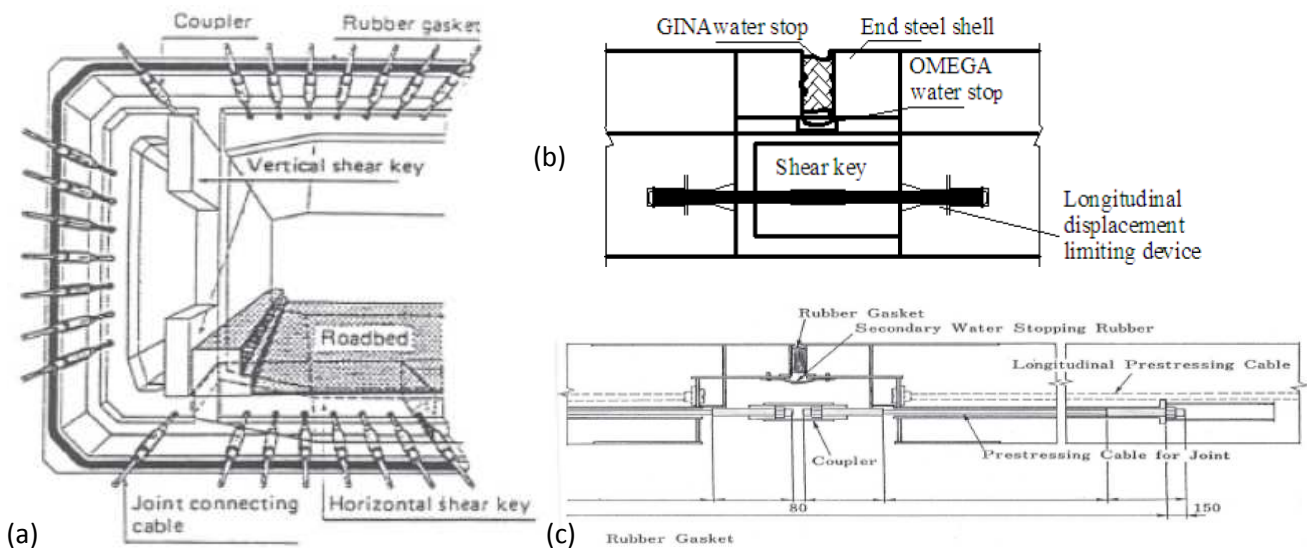 Coupler
Rubber gasket
Vertical shear key
Roadbed
Joint connecting
cable
Horizontal shear key
(a)
GINA water stop
End steel shell
OMEGA
water stop
(b)
Shear key
Longitudinal
displacement
limiting device
Rubber Gasket
Secondary Water Stopping Rubber
Longitudinal Prestressing Cable
Coupler
Prestressing Cable for Joint
80
150
(c)
Rubber Gasket